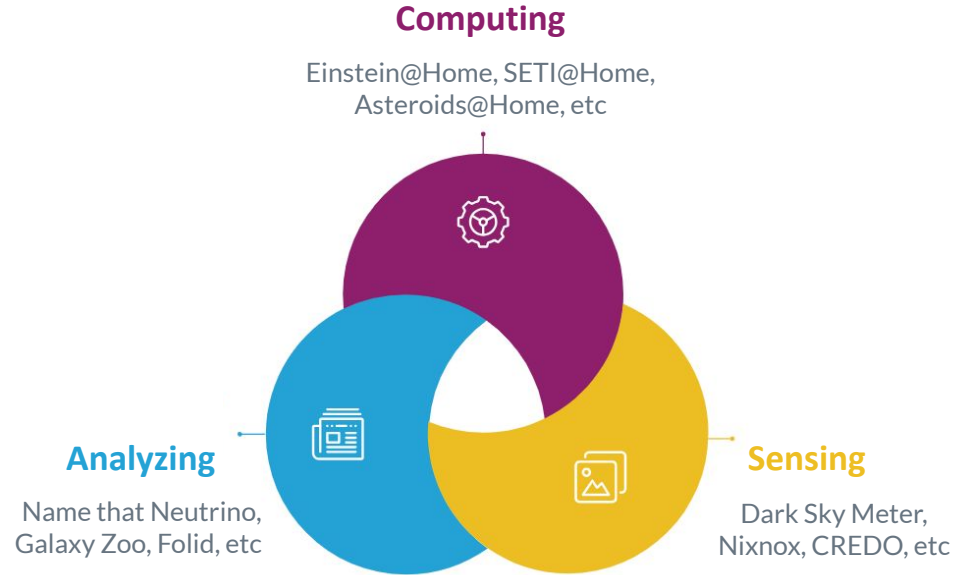 Computing
Einstein@Home, SETI@Home,
Asteroids@Home, etc
Analyzing
Name that Neutrino,
Galaxy Zoo, Folid, etc
Sensing
Dark Sky Meter,
Nixnox, CREDO, etc